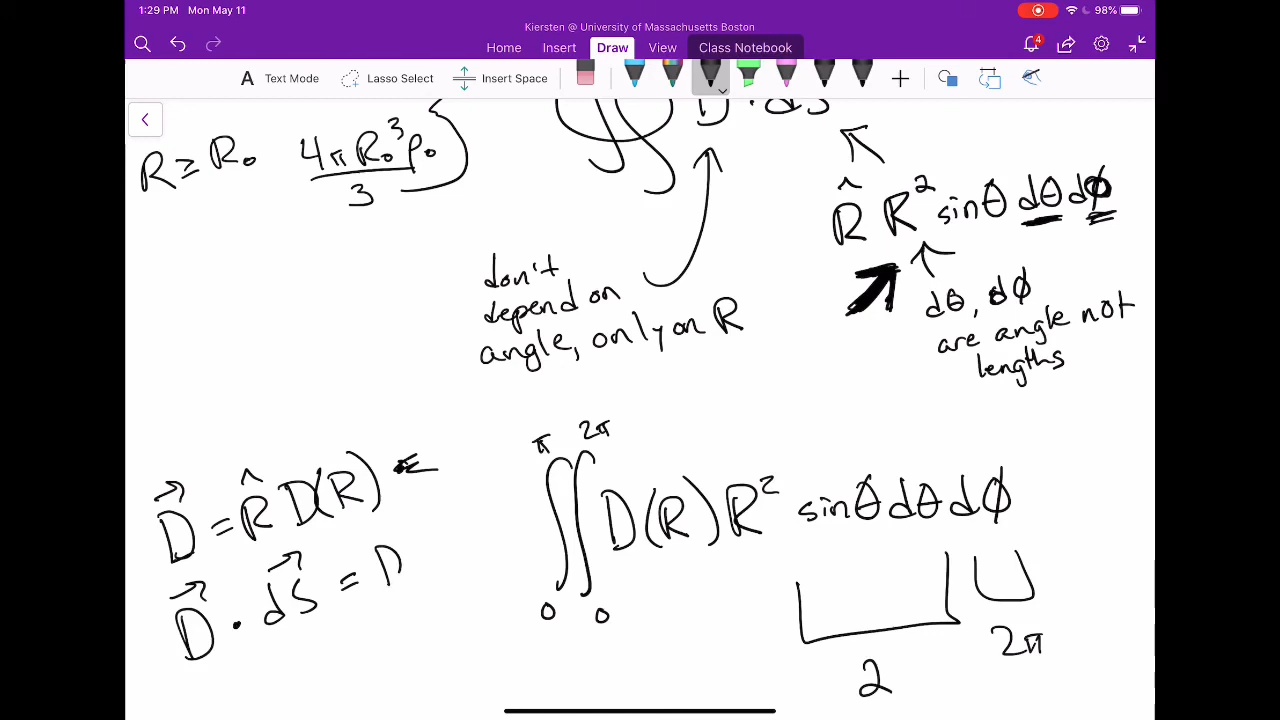 1:29 PM Mon May 11
98%
Kiersten @ University of Massachusetts Boston
Home Insert Draw View Class Notebook
4
A Text Mode Lasso Select Insert Space
R ≥ R₀ 4πR₀³ρ₀ / 3
∯ D · dS
R̂ R² sinθ dθ dϕ
don't
depend on
angle, only on R
dθ, dϕ
are angle not
lengths
D⃗ = R̂ D(R)
D⃗ · dS⃗ = D
π 2π
∫∫ D(R) R² sinθ dθ dϕ
0 0
2 2π